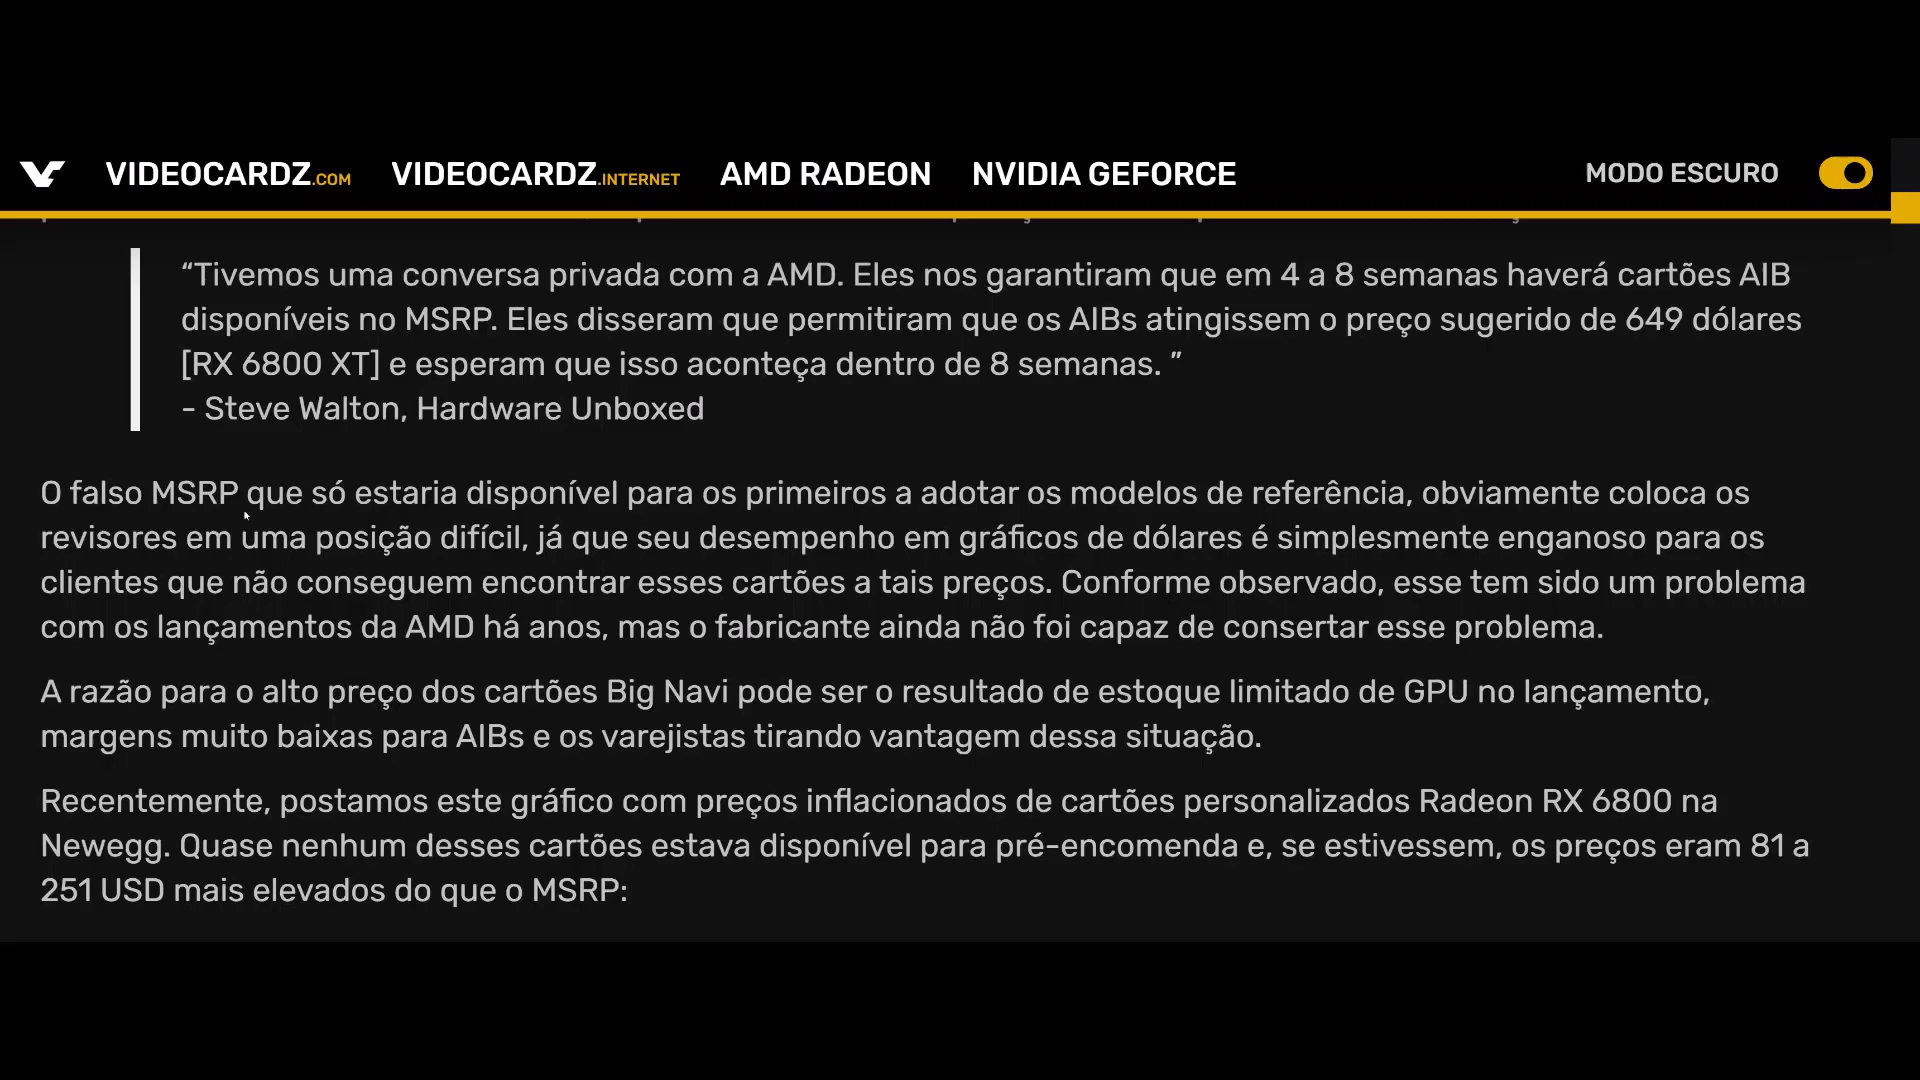 VIDEOCARDZ.COM VIDEOCARDZ.INTERNET AMD RADEON NVIDIA GEFORCE MODO ESCURO
“Tivemos uma conversa privada com a AMD. Eles nos garantiram que em 4 a 8 semanas haverá cartões AIB
disponíveis no MSRP. Eles disseram que permitiram que os AIBs atingissem o preço sugerido de 649 dólares
[RX 6800 XT] e esperam que isso aconteça dentro de 8 semanas. ”
- Steve Walton, Hardware Unboxed
O falso MSRP que só estaria disponível para os primeiros a adotar os modelos de referência, obviamente coloca os
revisores em uma posição difícil, já que seu desempenho em gráficos de dólares é simplesmente enganoso para os
clientes que não conseguem encontrar esses cartões a tais preços. Conforme observado, esse tem sido um problema
com os lançamentos da AMD há anos, mas o fabricante ainda não foi capaz de consertar esse problema.
A razão para o alto preço dos cartões Big Navi pode ser o resultado de estoque limitado de GPU no lançamento,
margens muito baixas para AIBs e os varejistas tirando vantagem dessa situação.
Recentemente, postamos este gráfico com preços inflacionados de cartões personalizados Radeon RX 6800 na
Newegg. Quase nenhum desses cartões estava disponível para pré-encomenda e, se estivessem, os preços eram 81 a
251 USD mais elevados do que o MSRP: